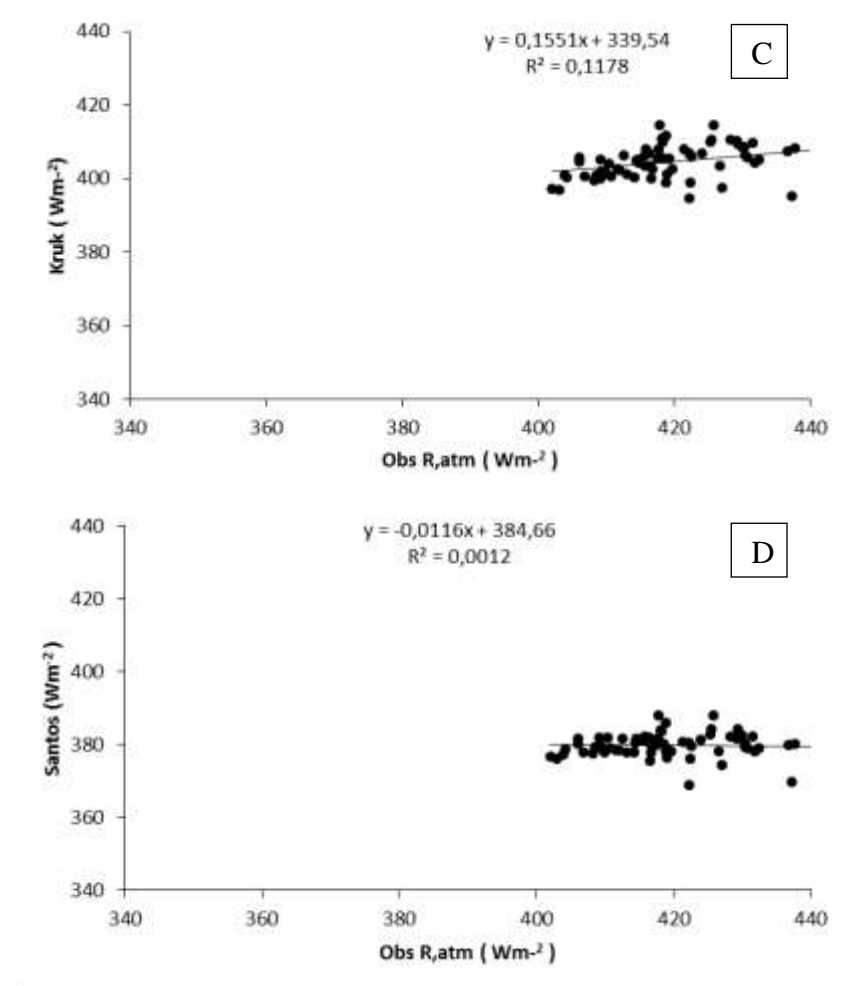 440
420
400
380
360
340
Kruk ( Wm-²)
y = 0,1551x + 339,54
R² = 0,1178
C
340 360 380 400 420 440
Obs R,atm ( Wm-² )
440
420
400
380
360
340
Santos (Wm-² )
y = -0,0116x + 384,66
R² = 0,0012
D
340 360 380 400 420 440
Obs R,atm ( Wm-² )